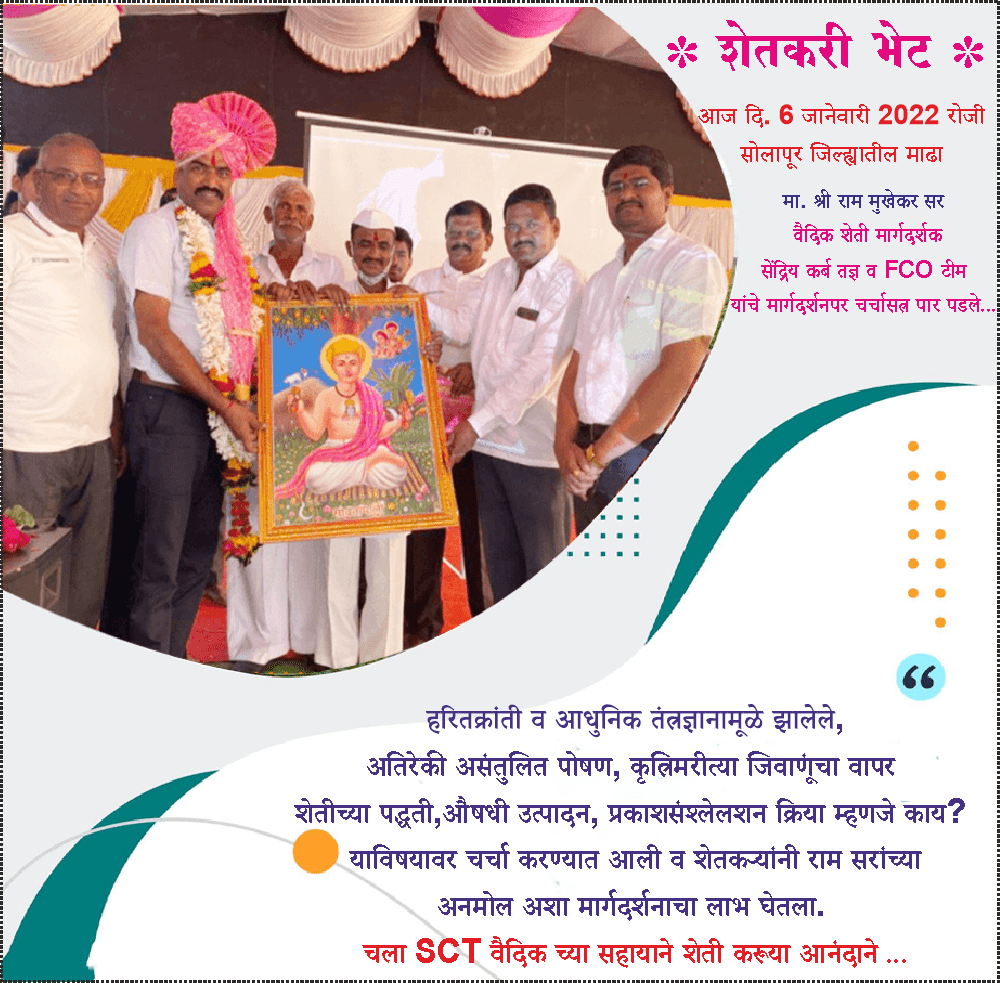 * शेतकरी भेट *
आज दि. 6 जानेवारी 2022 रोजी
सोलापूर जिल्ह्यातील माढा
मा. श्री राम मुखेकर सर
वैदिक शेती मार्गदर्शक
सेंद्रिय कर्ब तज्ञ व FCO टीम
यांचे मार्गदर्शनपर चर्चासत्र पार पडले...
“
हरितक्रांती व आधुनिक तंत्रज्ञानामूळे झालेले,
अतिरेकी असंतुलित पोषण, कृत्रिमरीत्या जिवाणूंचा वापर
शेतीच्या पद्धती,औषधी उत्पादन, प्रकाशसंश्लेलशन क्रिया म्हणजे काय?
याविषयावर चर्चा करण्यात आली व शेतकऱ्यांनी राम सरांच्या
अनमोल अशा मार्गदर्शनाचा लाभ घेतला.
चला SCT वैदिक च्या सहायाने शेती करूया आनंदाने ...